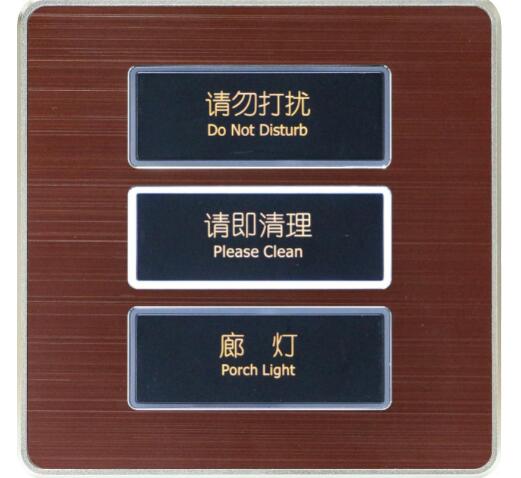 请勿打扰
Do Not Disturb
请即清理
Please Clean
廊 灯
Porch Light